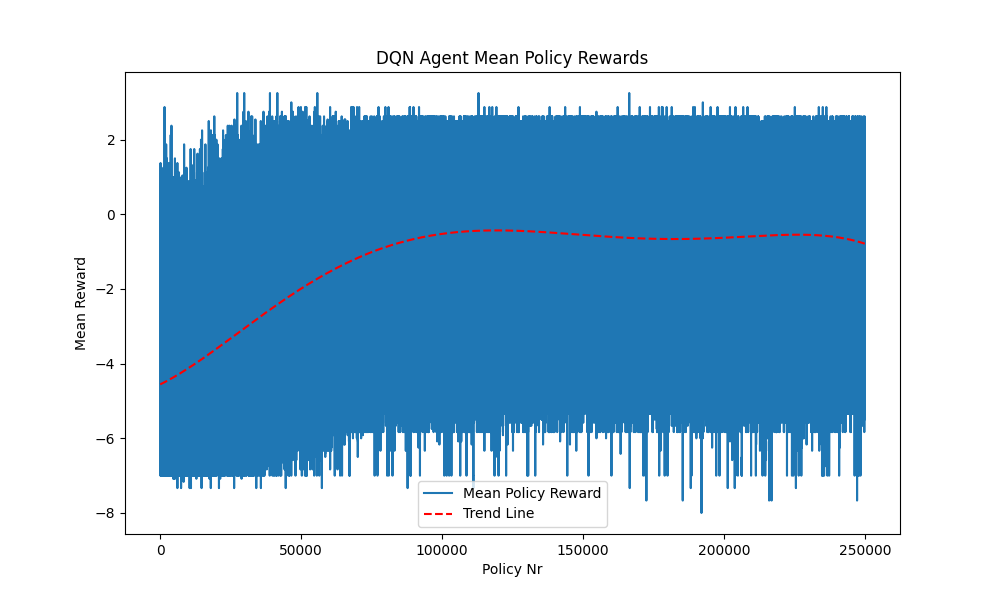 DQN Agent Mean Policy Rewards
Mean Reward
2
0
−2
−4
−6
−8
Mean Policy Reward
Trend Line
0
50000
100000
150000
200000
250000
Policy Nr